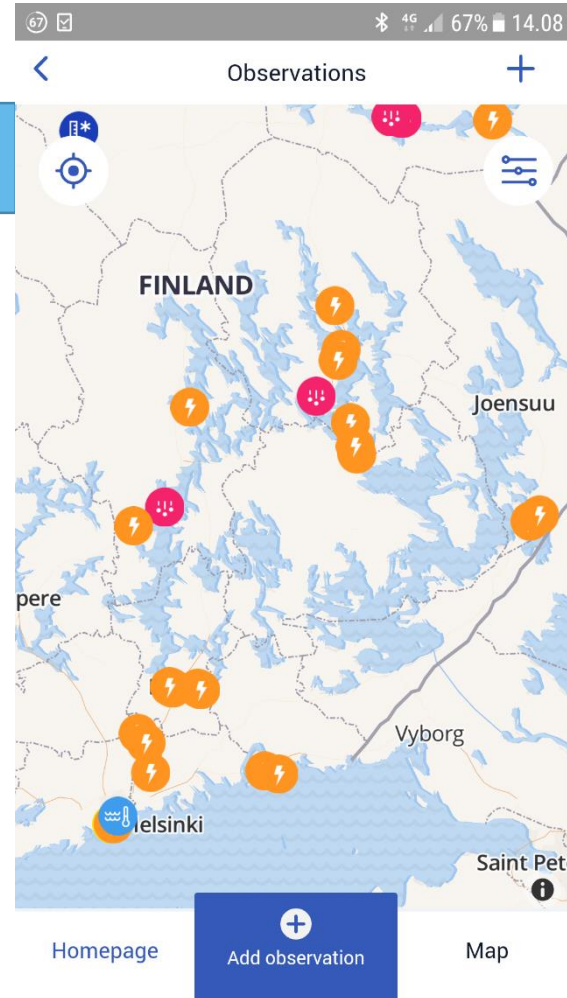 67 4G 67% 14.08
Observations
FINLAND
Joensuu
pere
Vyborg
elsinki
Saint Pet
Homepage
Add observation
Map